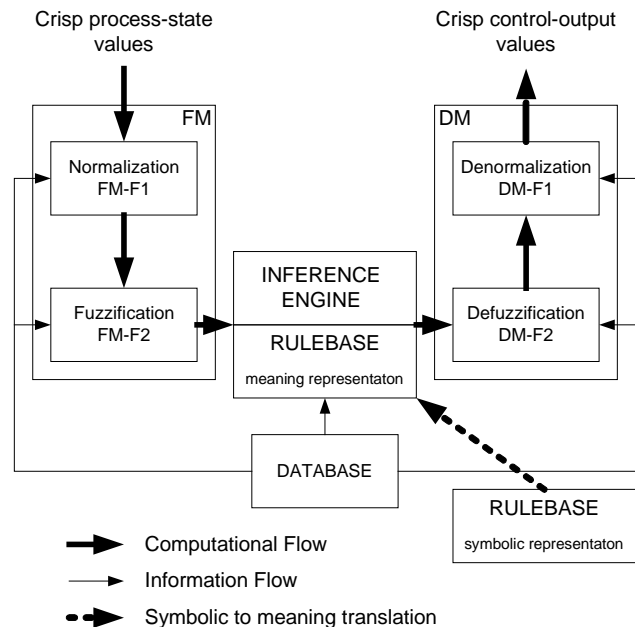 Crisp process-state
values
Crisp control-output
values
FM
Normalization
FM-F1
Fuzzification
FM-F2
INFERENCE
ENGINE
RULEBASE
meaning representaton
DM
Denormalization
DM-F1
Defuzzification
DM-F2
DATABASE
RULEBASE
symbolic representaton
Computational Flow
Information Flow
Symbolic to meaning translation